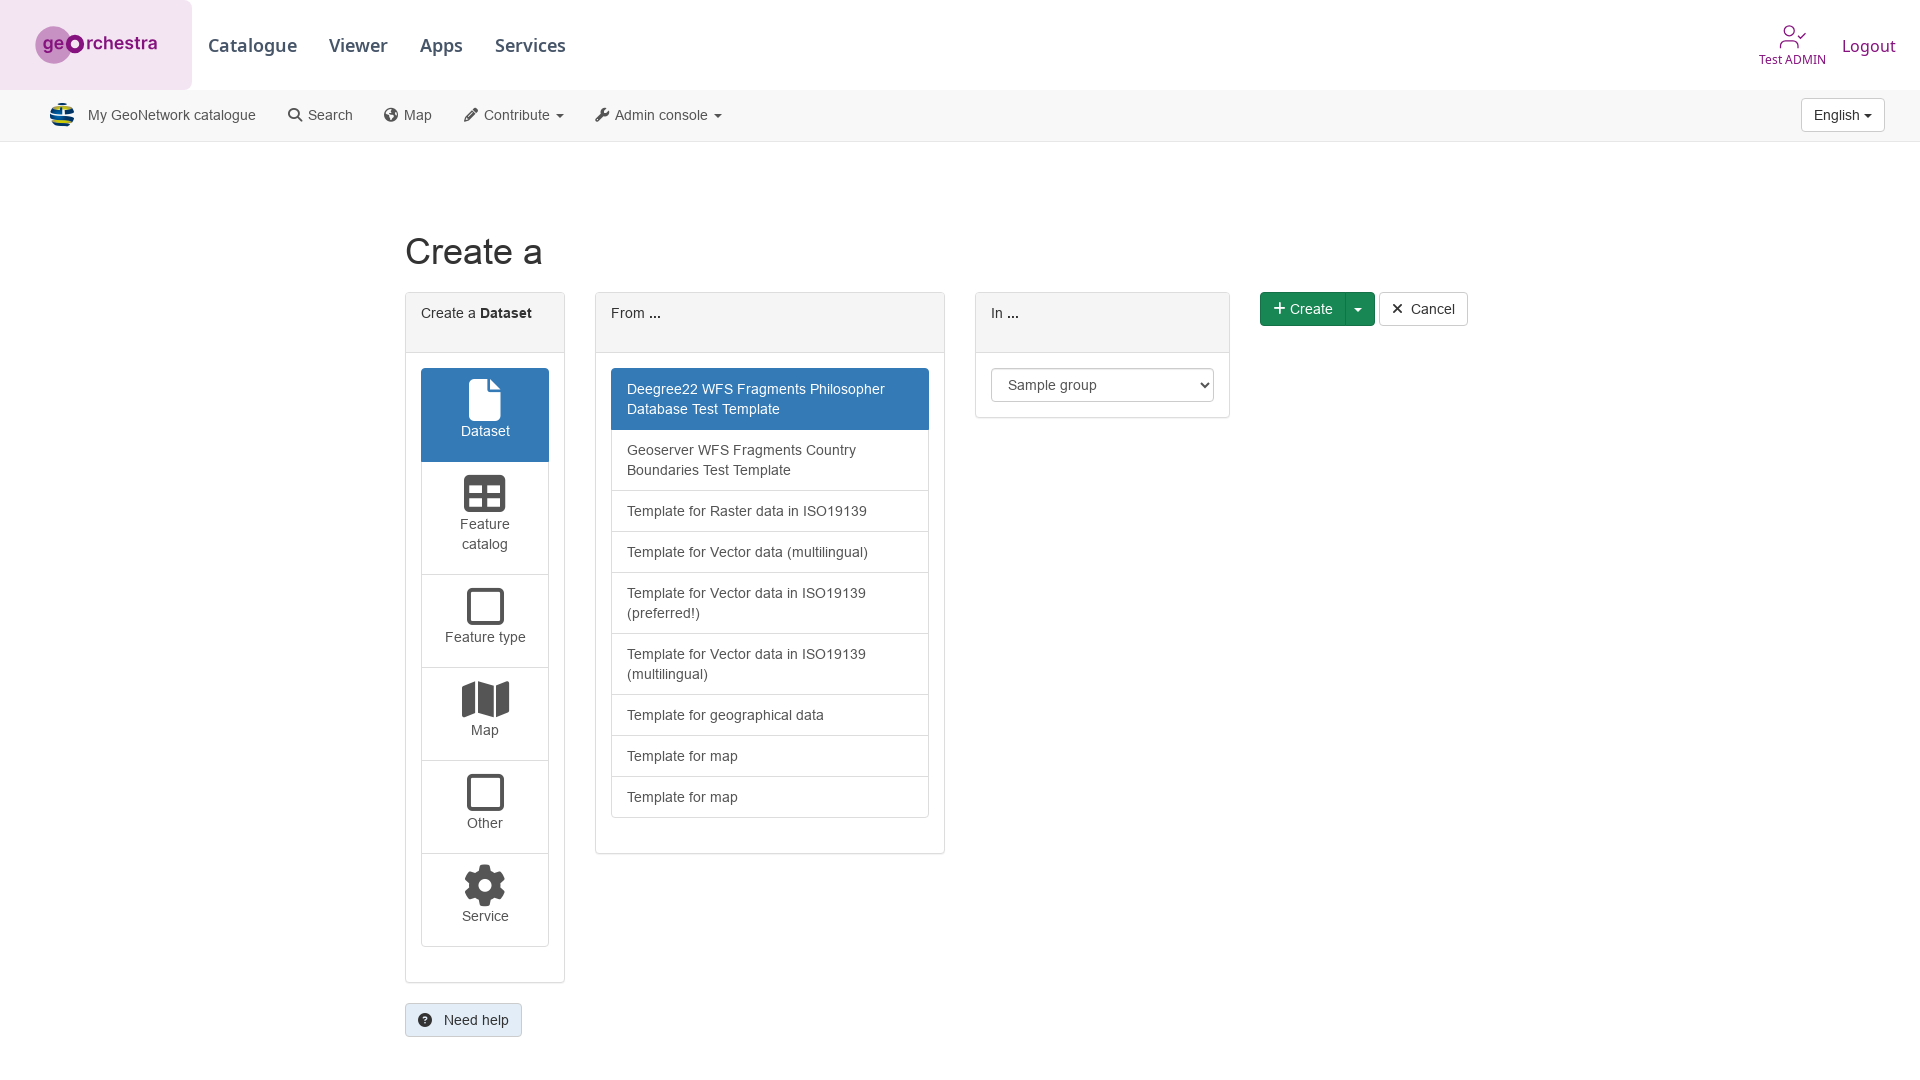 geOrchestra
Catalogue
Viewer
Apps
Services
Test ADMIN
Logout
My GeoNetwork catalogue
Search
Map
Contribute
Admin console
English
Create a
Create a Dataset
Dataset
Feature
catalog
Feature type
Map
Other
Service
From ...
Deegree22 WFS Fragments Philosopher
Database Test Template
Geoserver WFS Fragments Country
Boundaries Test Template
Template for Raster data in ISO19139
Template for Vector data (multilingual)
Template for Vector data in ISO19139
(preferred!)
Template for Vector data in ISO19139
(multilingual)
Template for geographical data
Template for map
Template for map
In ...
Sample group
Create
Cancel
Need help